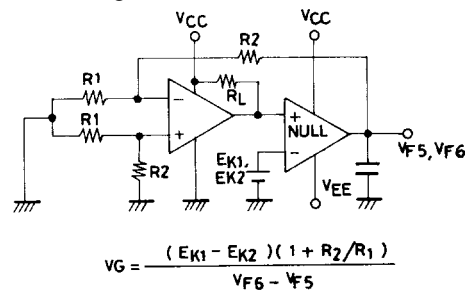 VCC
VCC
R2
R1
RL
R1
R2
NULL
EK1,
EK2
VEE
VF5, VF6
VG = (EK1 − EK2)(1 + R2/R1)
VF6 − VF5